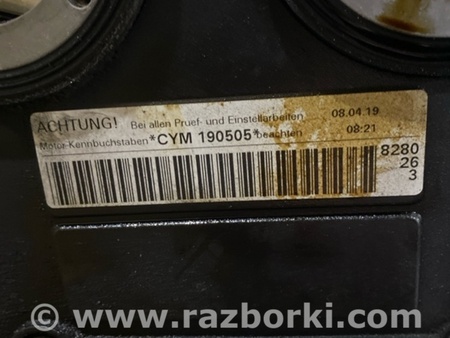 ACHTUNG! Bei allen Pruef- und Einstellarbeiten 08.04.19
Motor-Kennbuchstaben *CYM 190505* beachten 08:21
8280
26
3
© www.razborki.com